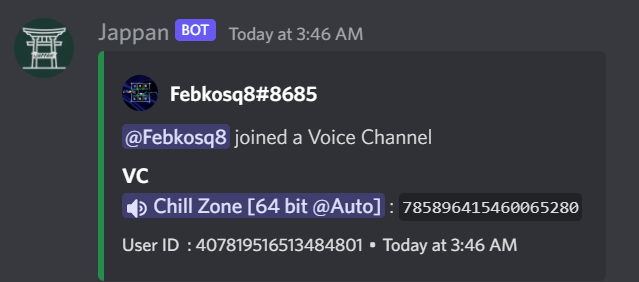 Jappan BOT Today at 3:46 AM
Febkosq8#8685
@Febkosq8 joined a Voice Channel
VC
Chill Zone [64 bit @Auto] : 785896415460065280
User ID : 407819516513484801 • Today at 3:46 AM